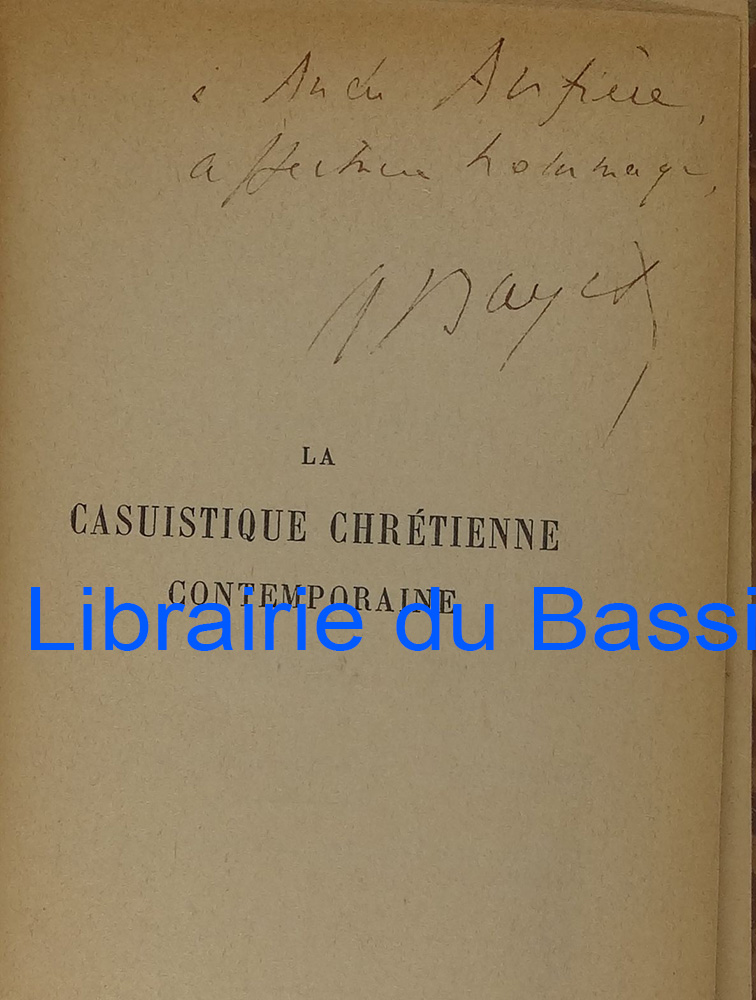 à André Aufière,
affectueux hommage,
A Bayet
LA
CASUISTIQUE CHRÉTIENNE
CONTEMPORAINE
Librairie du Bassi